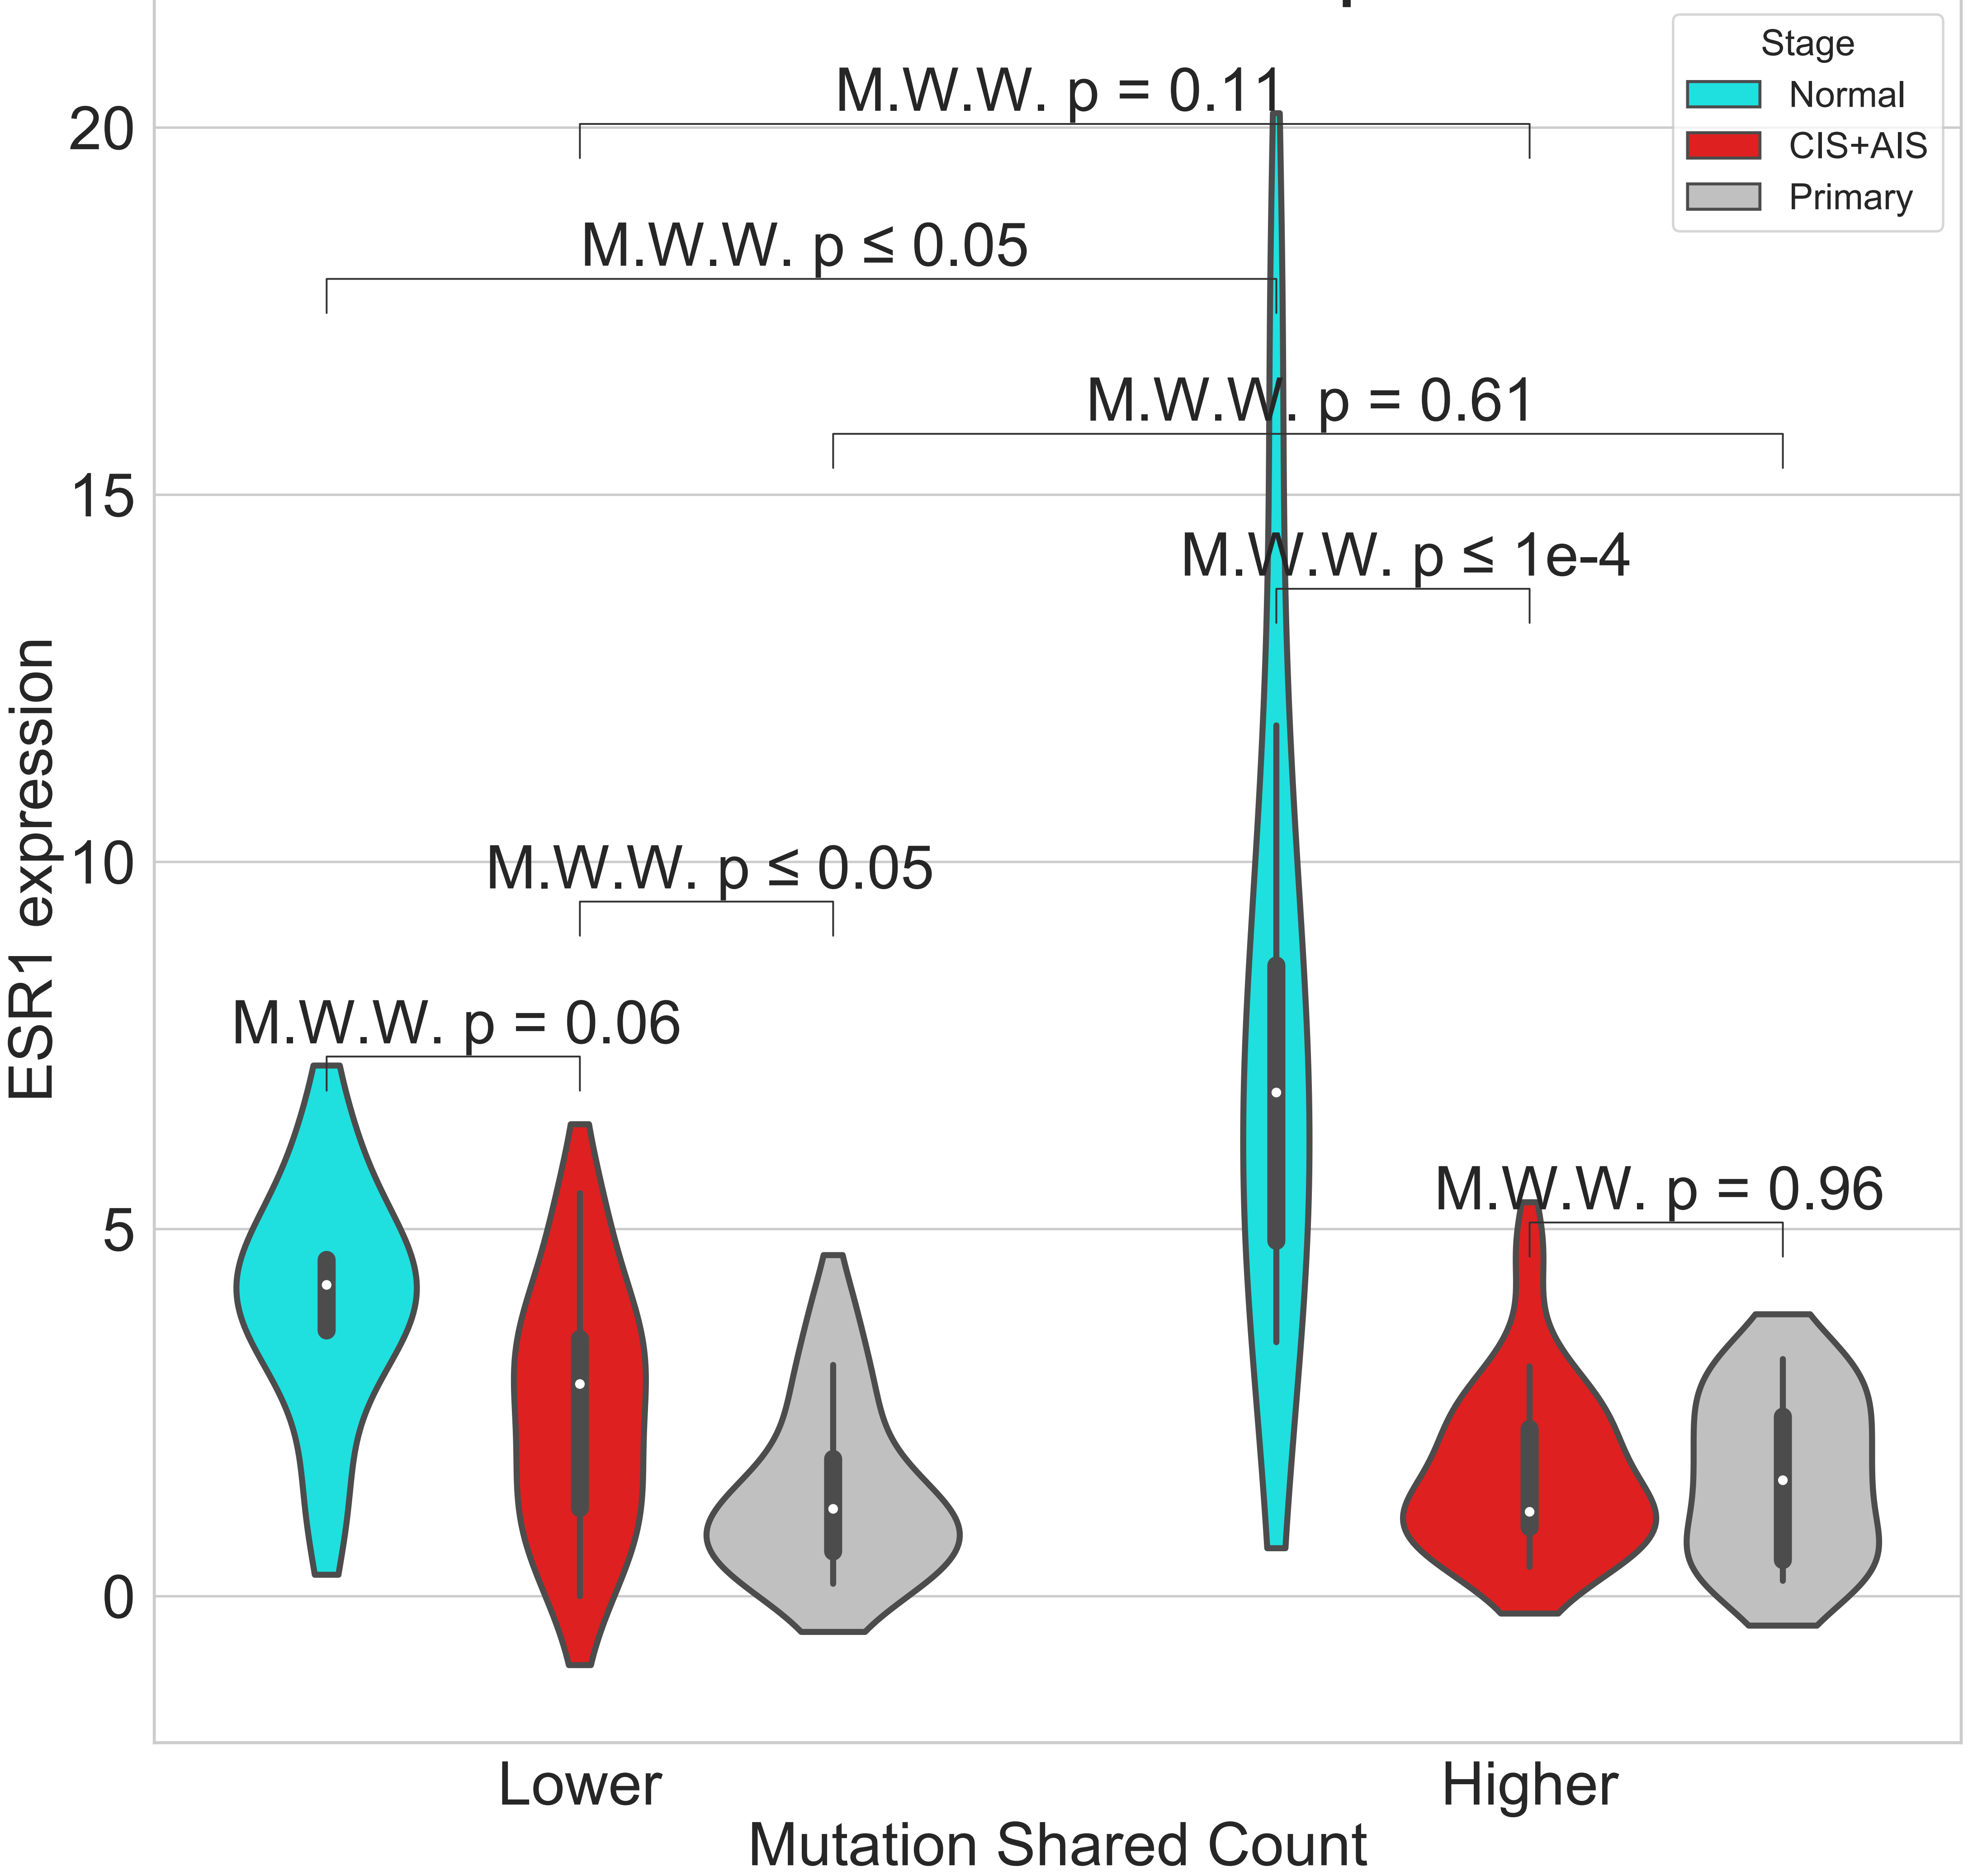 Stage
Normal
CIS+AIS
Primary
M.W.W. p = 0.11
M.W.W. p ≤ 0.05
M.W.W. p = 0.61
M.W.W. p ≤ 1e-4
M.W.W. p ≤ 0.05
M.W.W. p = 0.06
M.W.W. p = 0.96
20
15
10
5
0
ESR1 expression
Lower
Higher
Mutation Shared Count